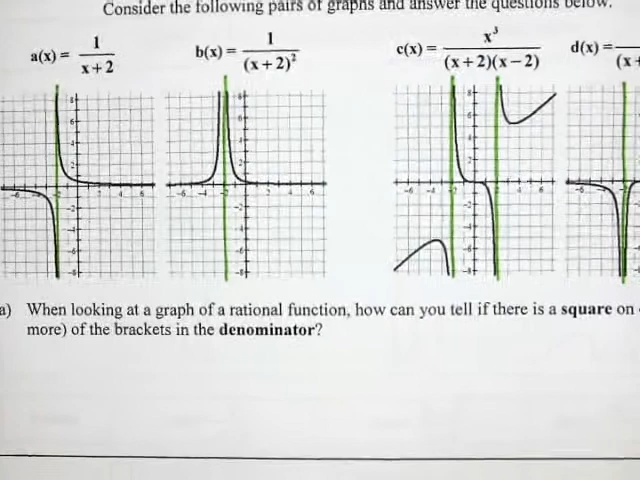 Consider the following pairs of graphs and answer the questions below.
a(x) = 1/(x+2)
b(x) = 1/(x+2)²
c(x) = x³/((x+2)(x−2))
d(x) =
(x
a) When looking at a graph of a rational function, how can you tell if there is a square on
more) of the brackets in the denominator?